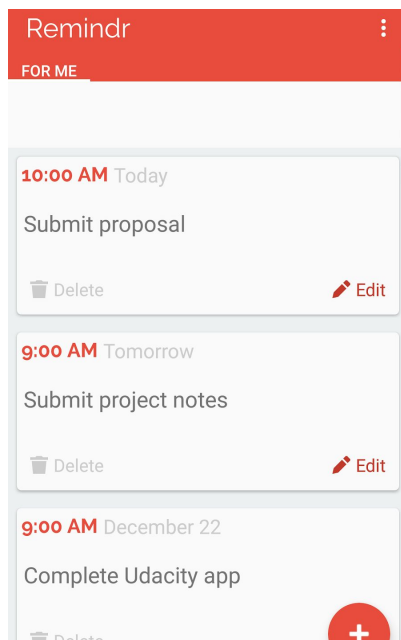 Remindr
FOR ME
10:00 AM Today
Submit proposal
Delete Edit
9:00 AM Tomorrow
Submit project notes
Delete Edit
9:00 AM December 22
Complete Udacity app
Delete